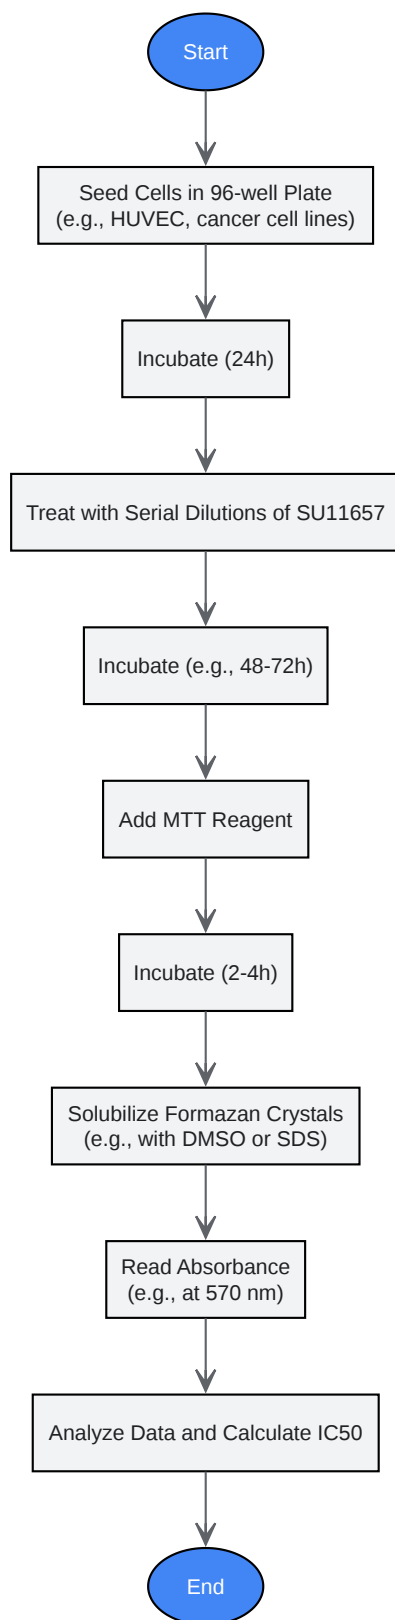 Start
Seed Cells in 96-well Plate
(e.g., HUVEC, cancer cell lines)
Incubate (24h)
Treat with Serial Dilutions of SU11657
Incubate (e.g., 48-72h)
Add MTT Reagent
Incubate (2-4h)
Solubilize Formazan Crystals
(e.g., with DMSO or SDS)
Read Absorbance
(e.g., at 570 nm)
Analyze Data and Calculate IC50
End